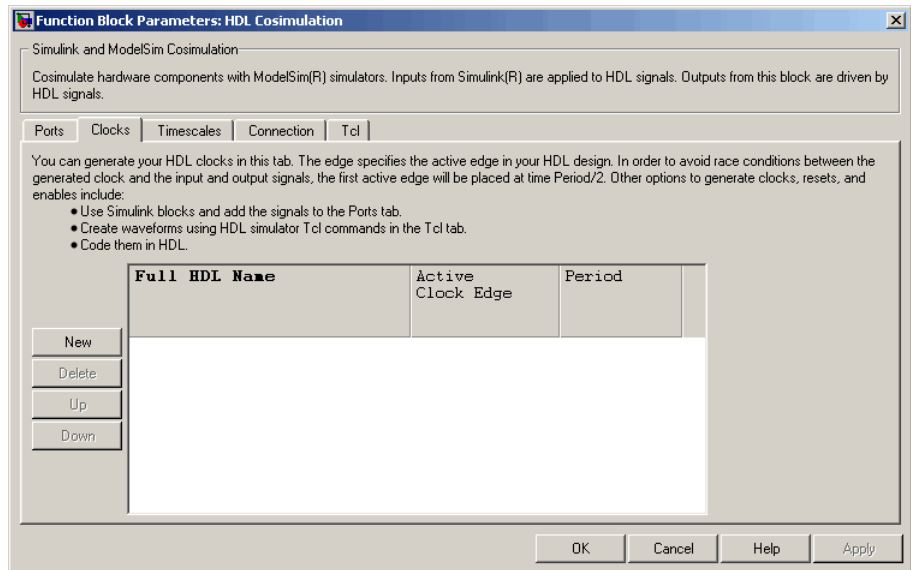 Function Block Parameters: HDL Cosimulation
Simulink and ModelSim Cosimulation
Cosimulate hardware components with ModelSim(R) simulators. Inputs from Simulink(R) are applied to HDL signals. Outputs from this block are driven by
HDL signals.
Ports Clocks Timescales Connection Tcl
You can generate your HDL clocks in this tab. The edge specifies the active edge in your HDL design. In order to avoid race conditions between the
generated clock and the input and output signals, the first active edge will be placed at time Period/2. Other options to generate clocks, resets, and
enables include:
● Use Simulink blocks and add the signals to the Ports tab.
● Create waveforms using HDL simulator Tcl commands in the Tcl tab.
● Code them in HDL.
Full HDL Name Active Period
Clock Edge
New
Delete
Up
Down
OK Cancel Help Apply